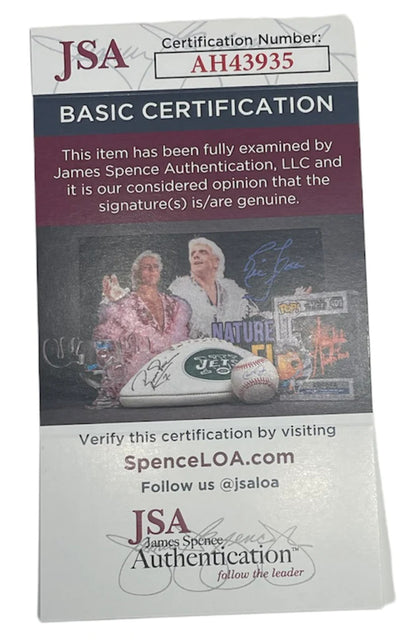 JSA
Certification Number:
AH43935
BASIC CERTIFICATION
This item has been fully examined by
James Spence Authentication, LLC and
it is our considered opinion that the
signature(s) is/are genuine.
NATURE
JETS
Verify this certification by visiting
SpenceLOA.com
Follow us @jsaloa
JSA
James Spence
Authentication™
follow the leader